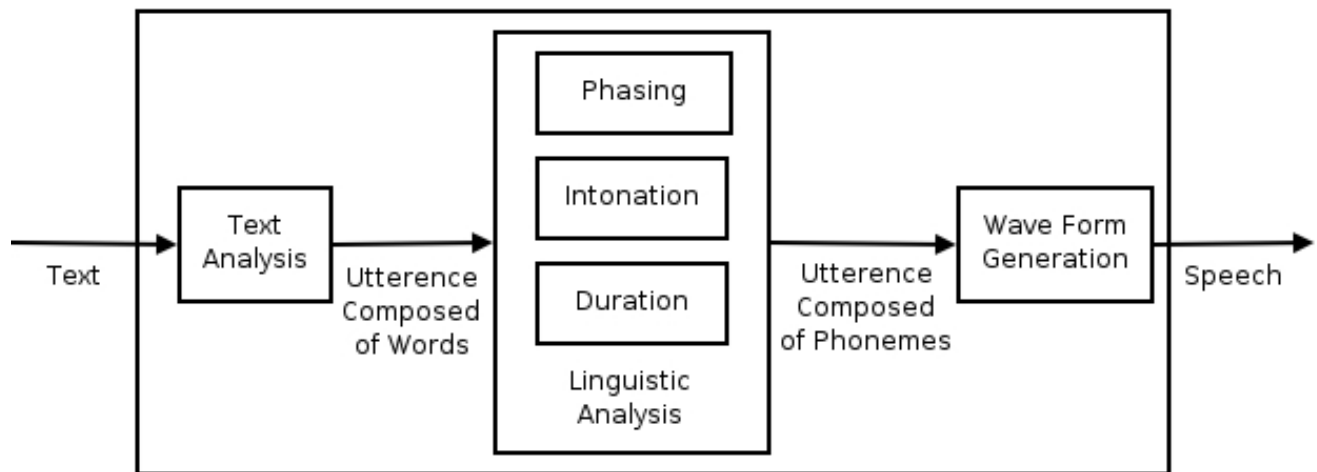 Text
Text
Analysis
Utterence
Composed
of Words
Phasing
Intonation
Duration
Linguistic
Analysis
Utterence
Composed
of Phonemes
Wave Form
Generation
Speech